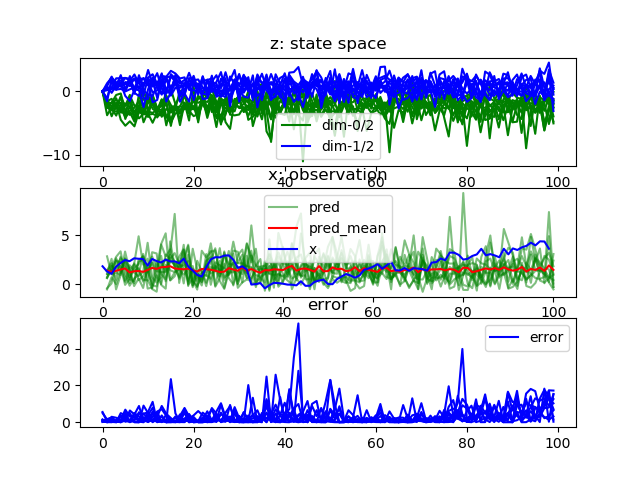 z: state space
0
−10
dim-0/2
dim-1/2
0 20 40 60 80 100
x: observation
5
0
pred
pred_mean
x
0 20 40 60 80 100
error
40
20
0
error
0 20 40 60 80 100